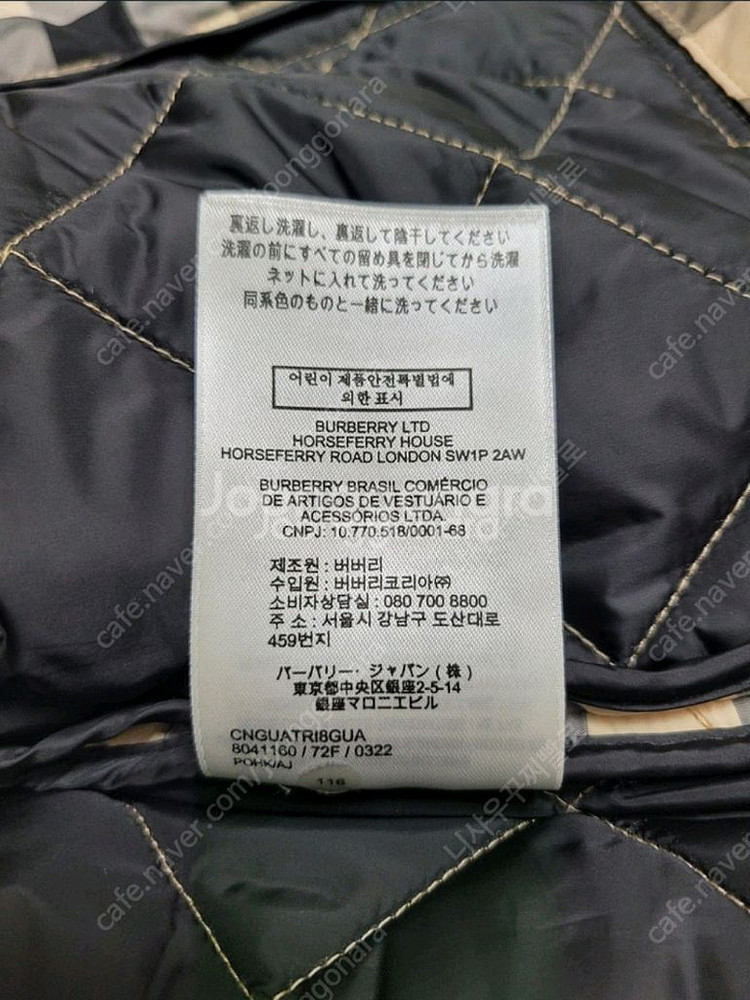 裏返し洗濯し、裏返して陰干してください
洗濯の前にすべての留め具を閉じてから洗濯
ネットに入れて洗ってください
同系色のものと一緒に洗ってください
어린이 제품안전특별법에
의한 표시
BURBERRY LTD
HORSEFERRY HOUSE
HORSEFERRY ROAD LONDON SW1P 2AW
BURBERRY BRASIL COMÉRCIO
DE ARTIGOS DE VESTUÁRIO E
ACESSÓRIOS LTDA.
CNPJ: 10.770.518/0001-68
제조원 : 버버리
수입원 : 버버리코리아㈜
소비자상담실 : 080 700 8800
주 소 : 서울시 강남구 도산대로
459번지
バーバリー・ジャパン (株)
東京都中央区銀座2-5-14
銀座マロニエビル
CNGUATRI8GUA
8041160 / 72F / 0322
POHK/AJ
116
cafe.naver.com/joonggonara